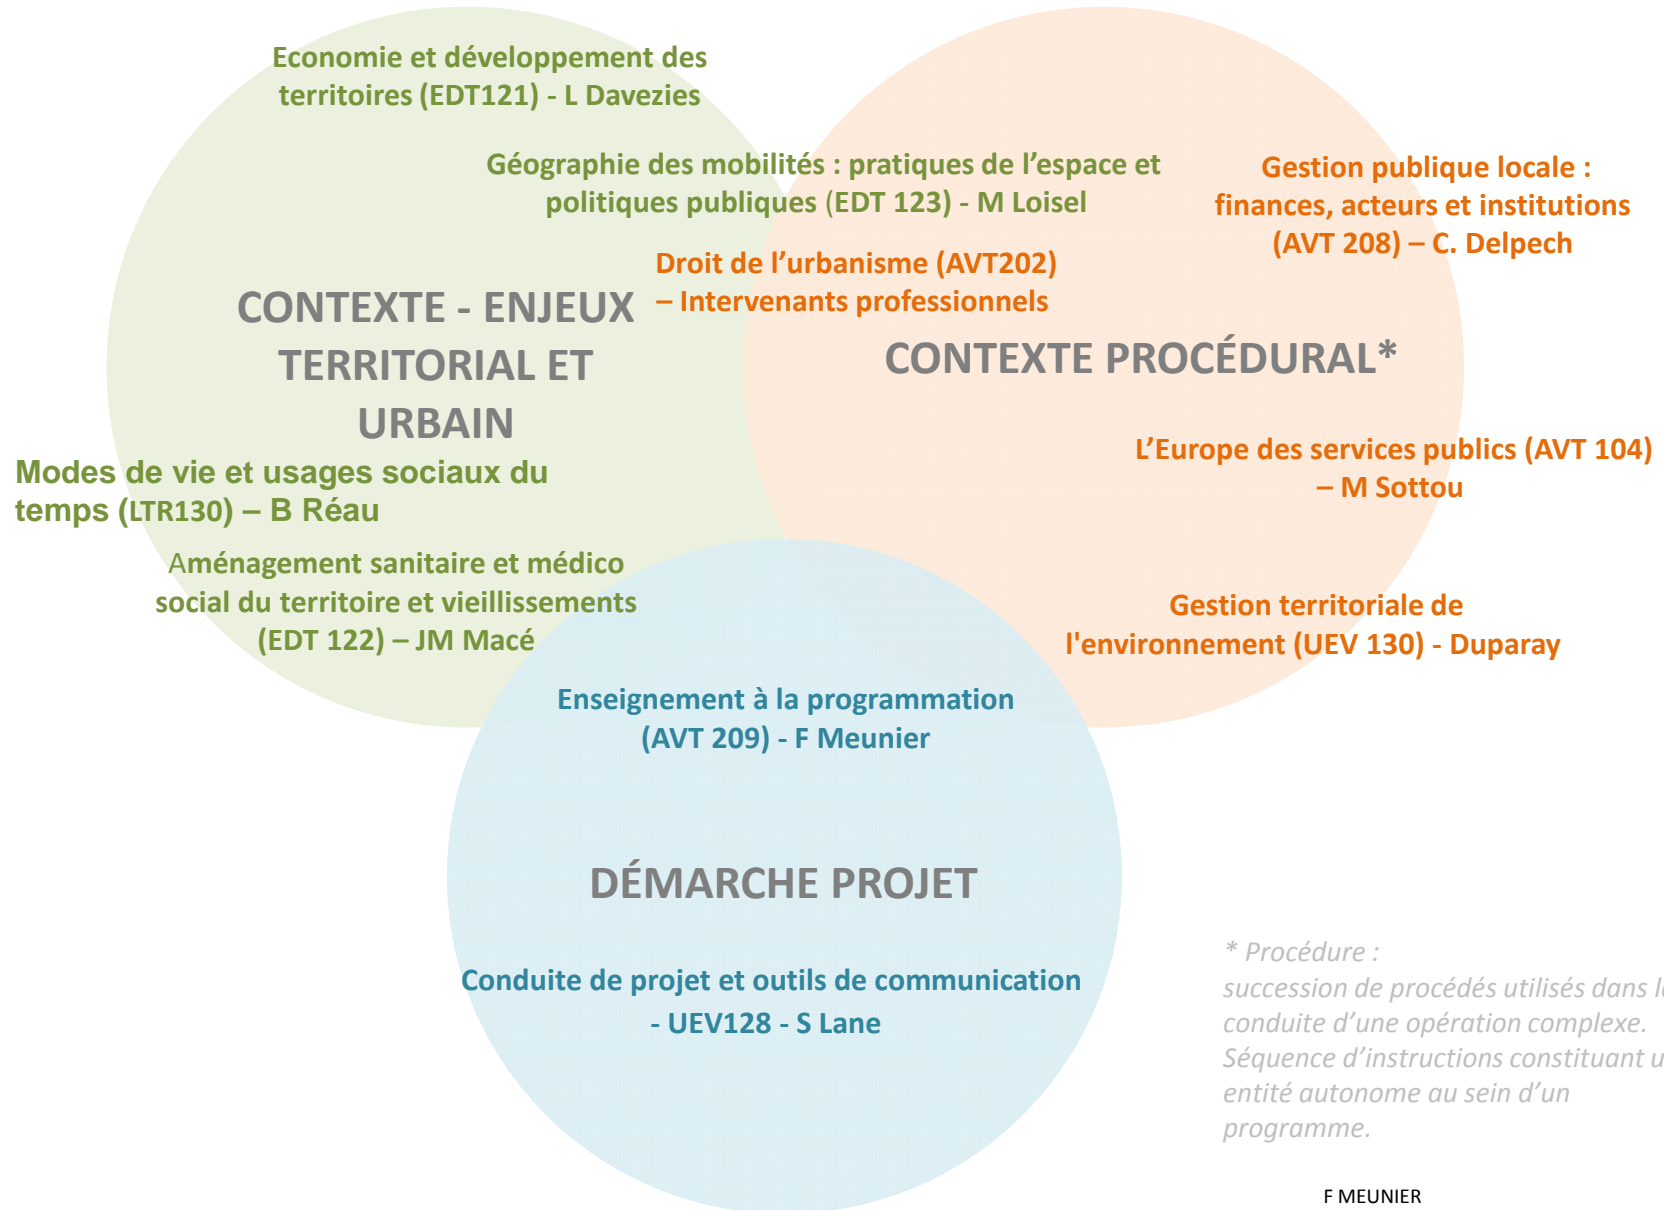 Economie et développement des
territoires (EDT121) - L Davezies
Géographie des mobilités : pratiques de l’espace et
politiques publiques (EDT 123) - M Loisel
Gestion publique locale :
finances, acteurs et institutions
(AVT 208) – C. Delpech
Droit de l’urbanisme (AVT202)
– Intervenants professionnels
CONTEXTE - ENJEUX
TERRITORIAL ET
URBAIN
CONTEXTE PROCÉDURAL*
Modes de vie et usages sociaux du
temps (LTR130) – B Réau
L’Europe des services publics (AVT 104)
– M Sottou
Aménagement sanitaire et médico
social du territoire et vieillissements
(EDT 122) – JM Macé
Gestion territoriale de
l'environnement (UEV 130) - Duparay
Enseignement à la programmation
(AVT 209) - F Meunier
DÉMARCHE PROJET
Conduite de projet et outils de communication
- UEV128 - S Lane
* Procédure :
succession de procédés utilisés dans
conduite d’une opération complexe.
Séquence d’instructions constituant
entité autonome au sein d’un
programme.
F MEUNIER